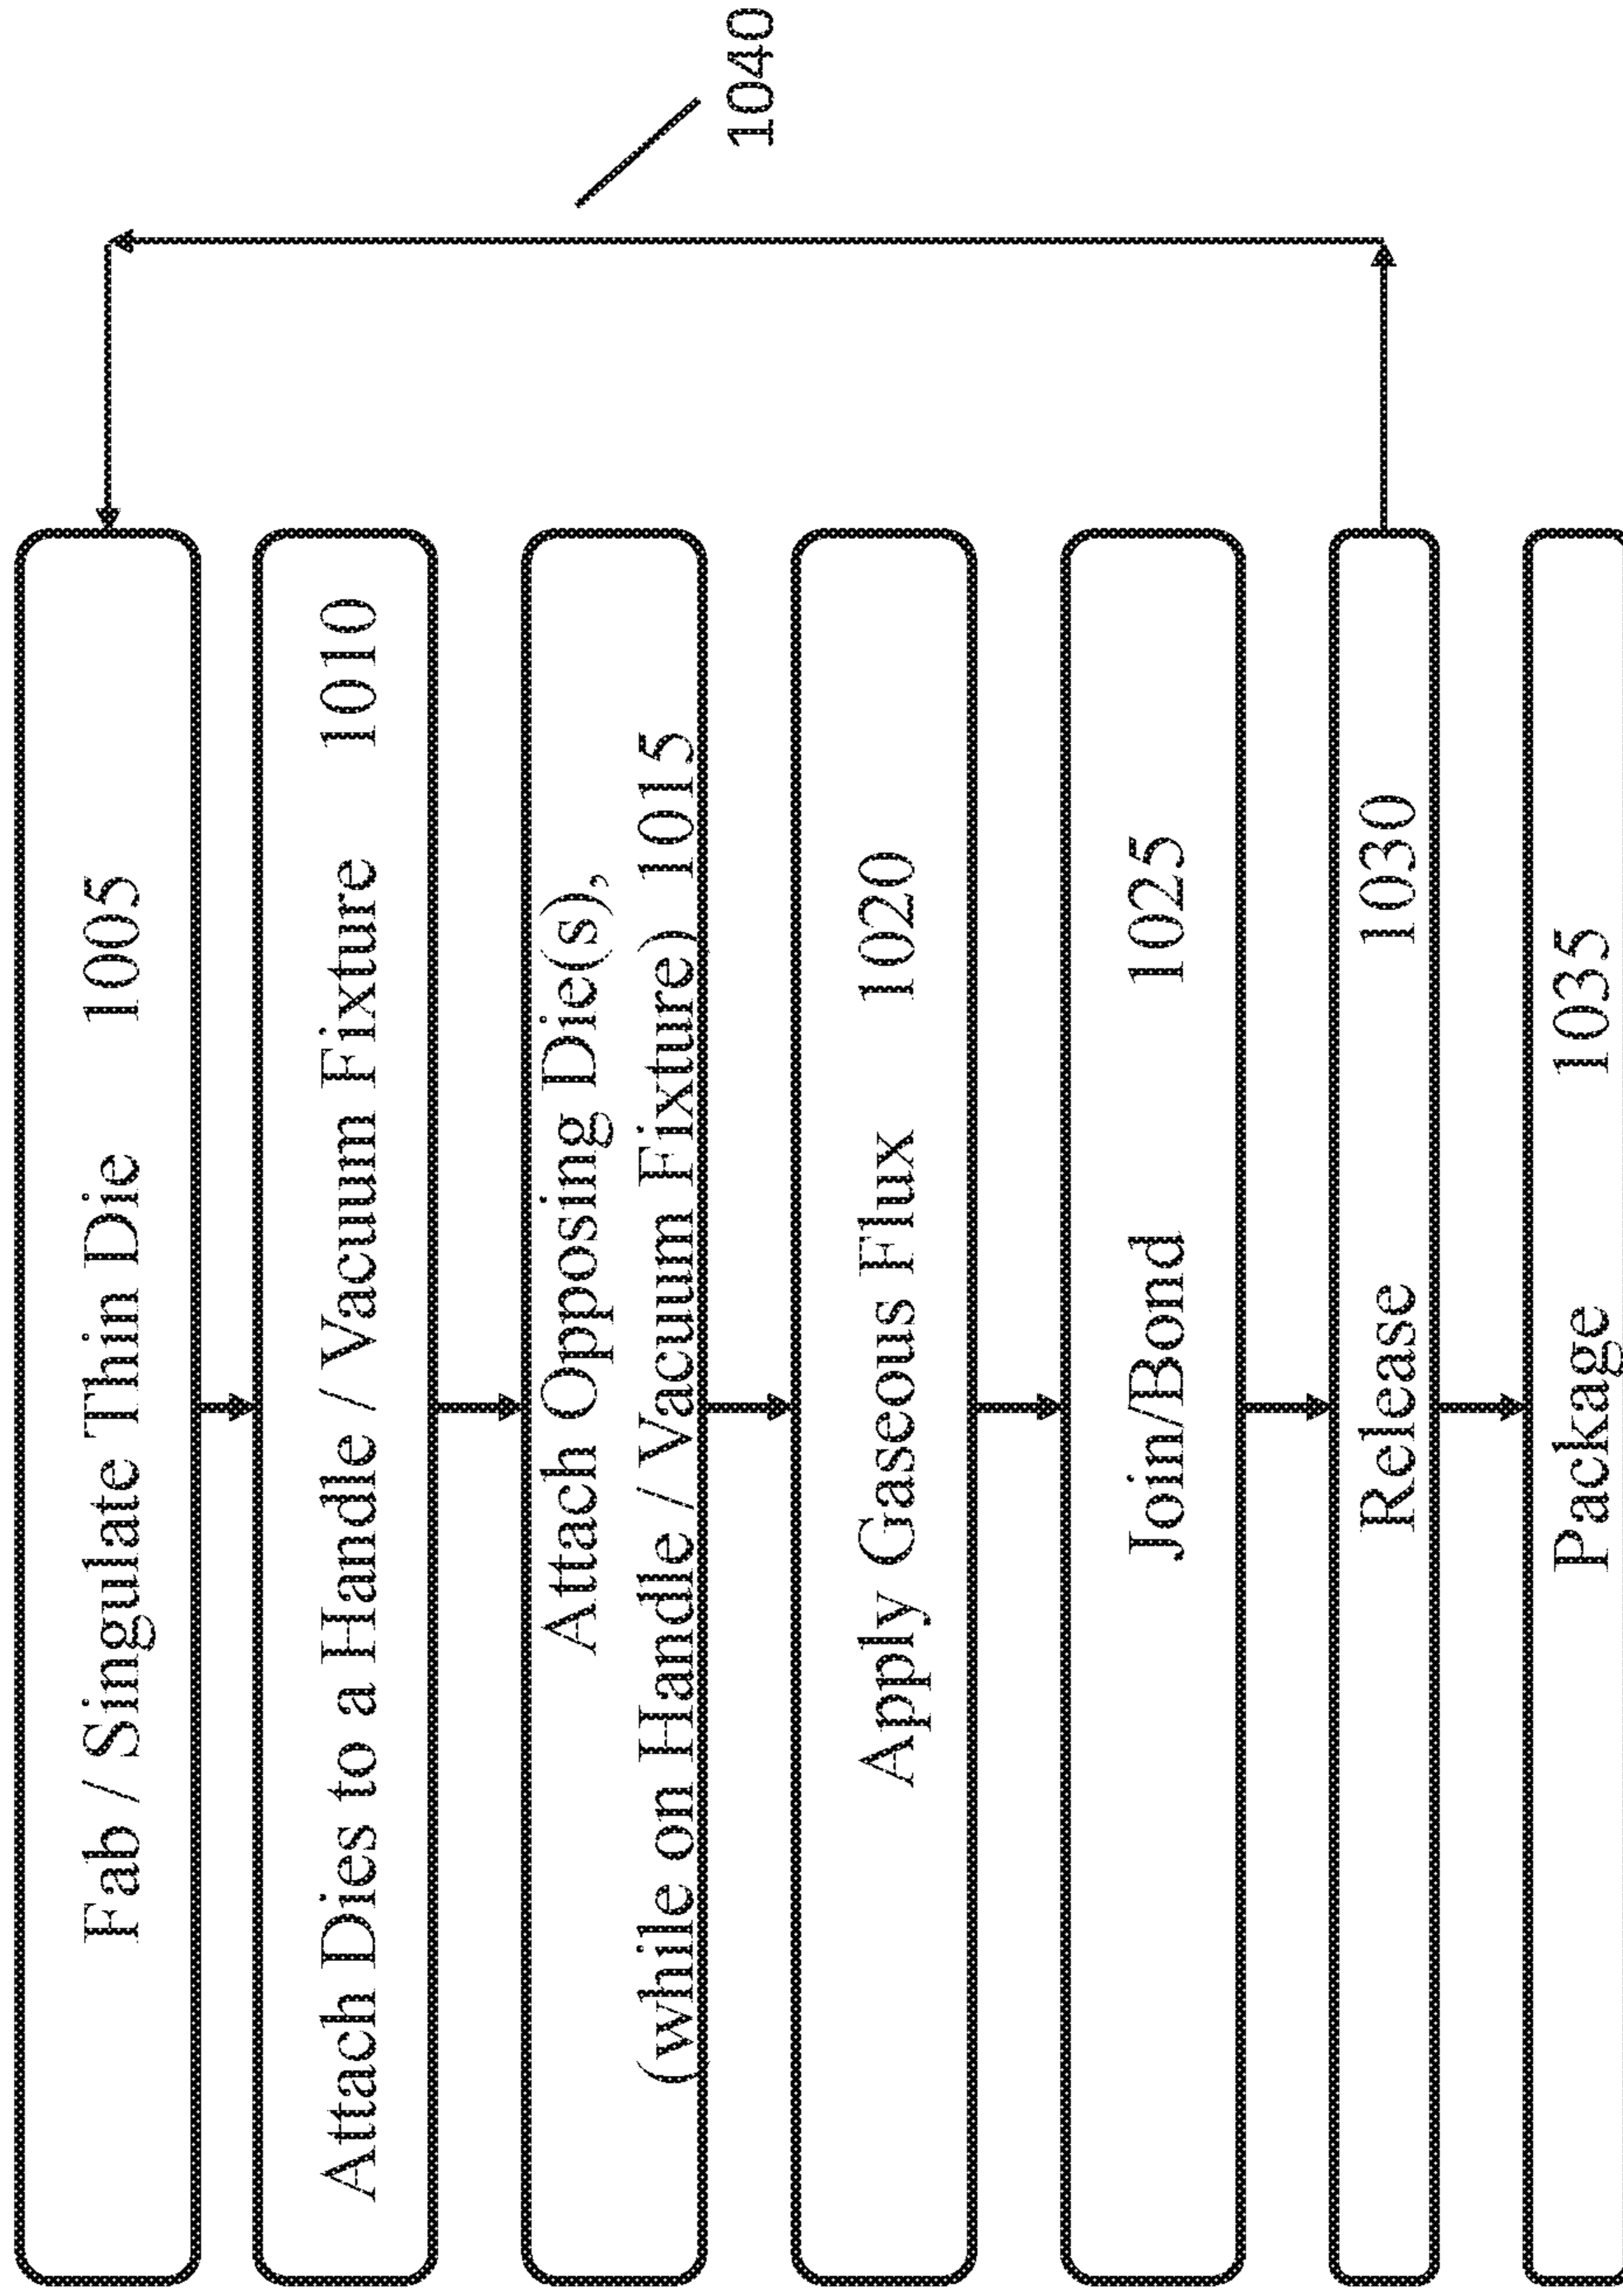 Fab / Singulate Thin Die 1005
Attach Dies to a Handle / Vacuum Fixture 1010
Attach Opposing Die(s),
(while on Handle / Vacuum Fixture) 1015
Apply Gaseous Flux 1020
Join/Bond 1025
Release 1030
Package 1035
1040